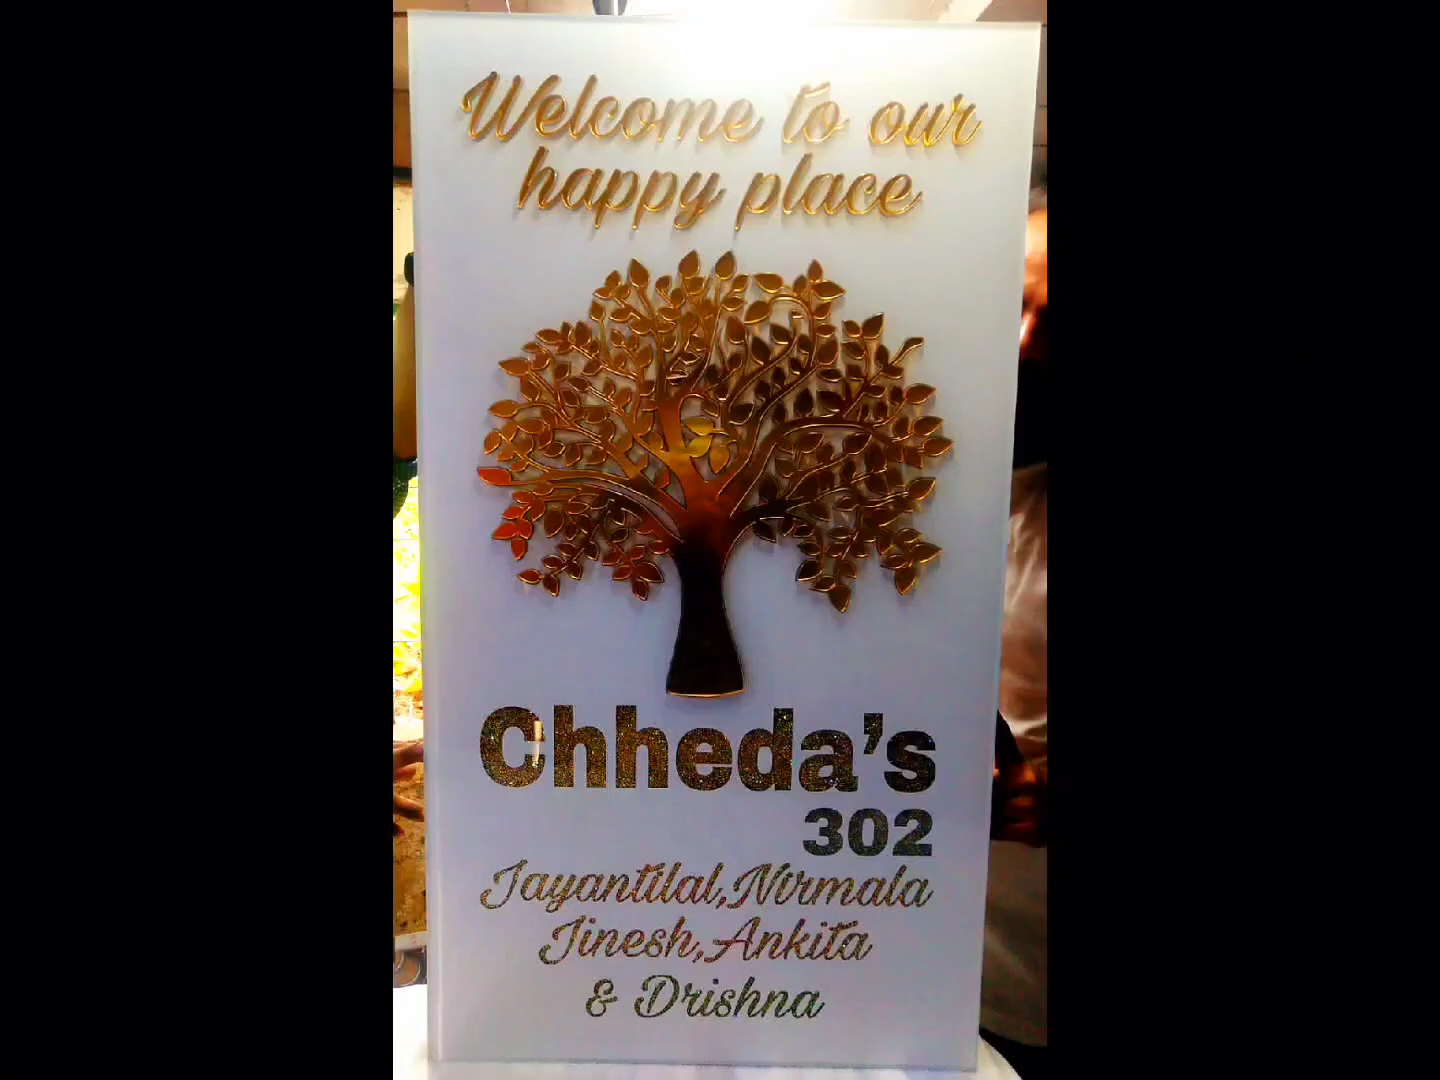 Welcome to our
happy place
Chheda's
302
Jayantilal,Nirmala
Jinesh,Ankita
& Drishna